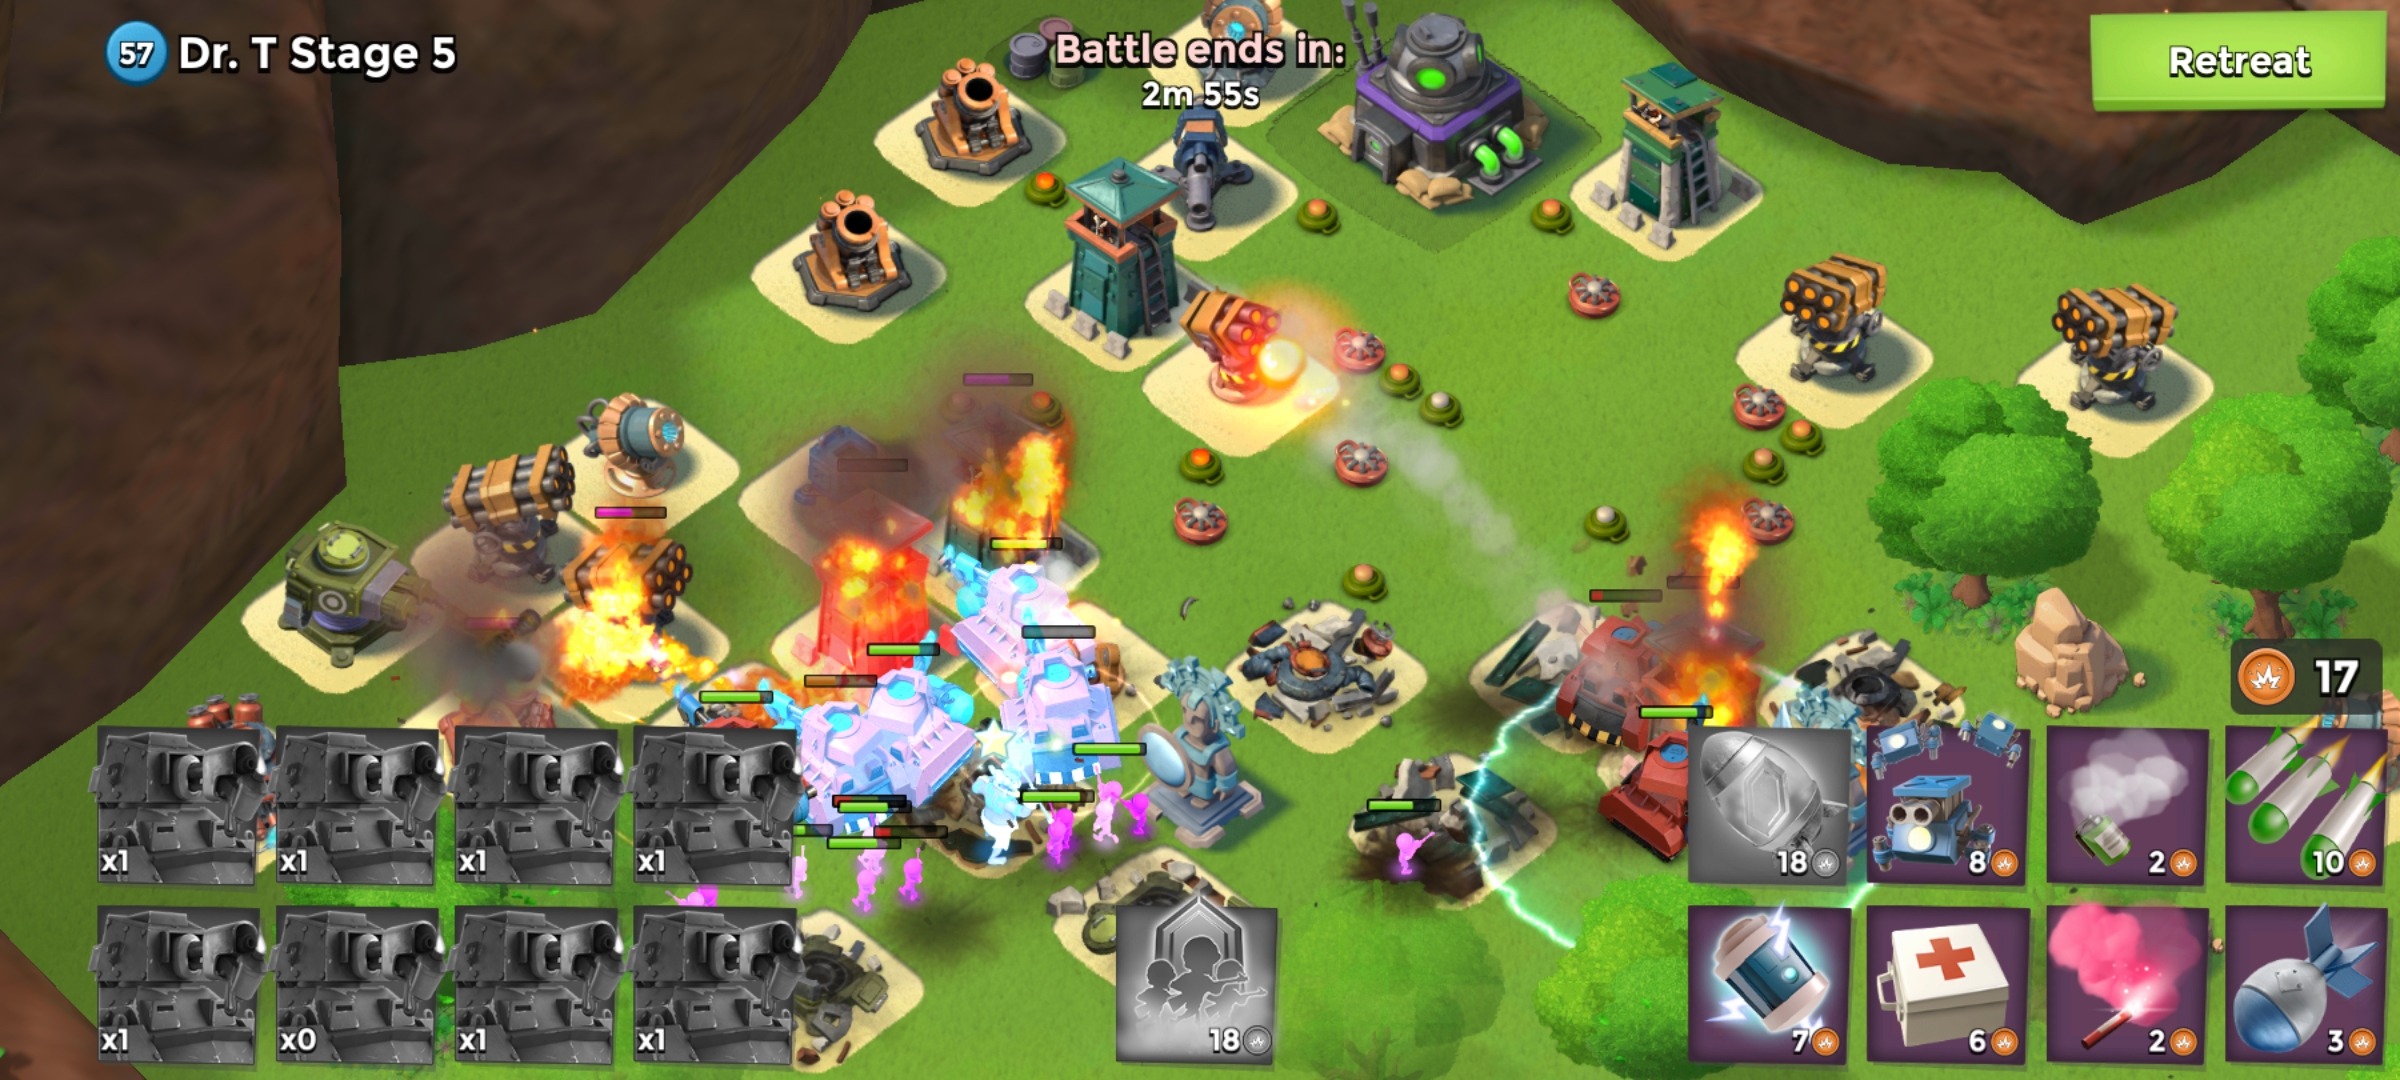 57 Dr. T Stage 5
Battle ends in:
2m 55s
Retreat
17
x1
x1
x1
x1
18
8
2
10
x1
x0
x1
x1
18
7
6
2
3